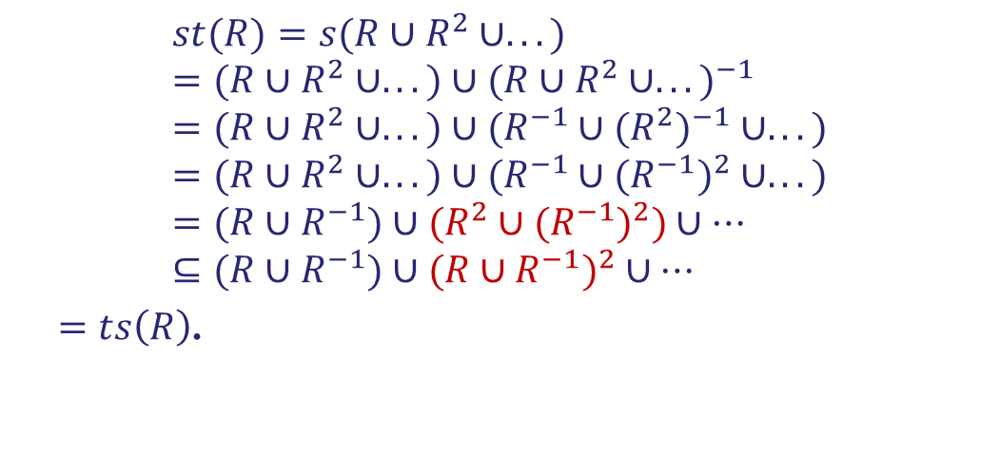 st(R) = s(R ∪ R² ∪...)
= (R ∪ R² ∪...) ∪ (R ∪ R² ∪...)⁻¹
= (R ∪ R² ∪...) ∪ (R⁻¹ ∪ (R²)⁻¹ ∪...)
= (R ∪ R² ∪...) ∪ (R⁻¹ ∪ (R⁻¹)² ∪...)
= (R ∪ R⁻¹) ∪ (R² ∪ (R⁻¹)²) ∪ ⋯
⊆ (R ∪ R⁻¹) ∪ (R ∪ R⁻¹)² ∪ ⋯
= ts(R).